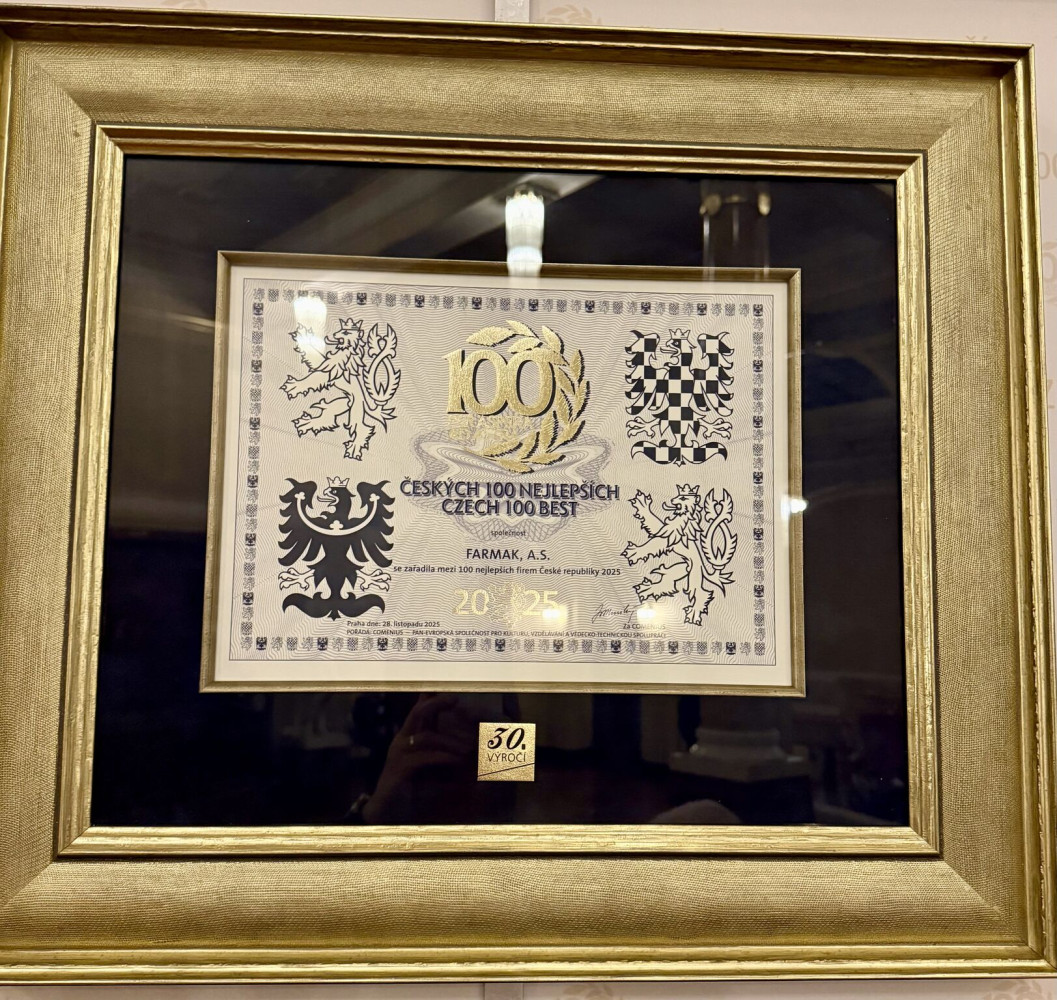 100
ČESKÝCH 100 NEJLEPŠÍCH
CZECH 100 BEST
společnost
FARMAK, A.S.
se zařadila mezi 100 nejlepších firem České republiky 2025
2025
Praha dne: 28. listopadu 2025
Za COMENIUS
POŘÁDÁ: COMENIUS — PAN-EVROPSKÁ SPOLEČNOST PRO KULTURU, VZDĚLÁVÁNÍ A VĚDECKO-TECHNICKOU SPOLUPRÁCI
30.
VÝROČÍ